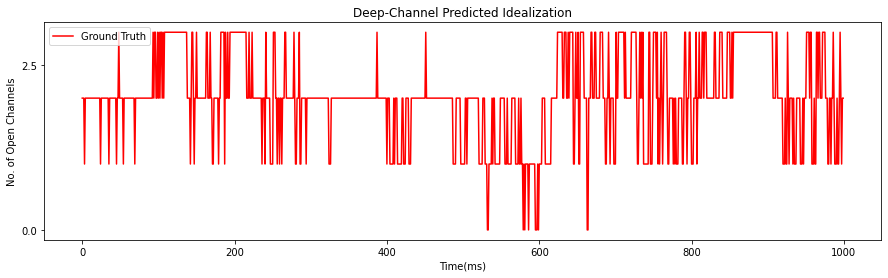 Deep-Channel Predicted Idealization
Ground Truth
No. of Open Channels
2.5
0.0
0
200
400
600
800
1000
Time(ms)